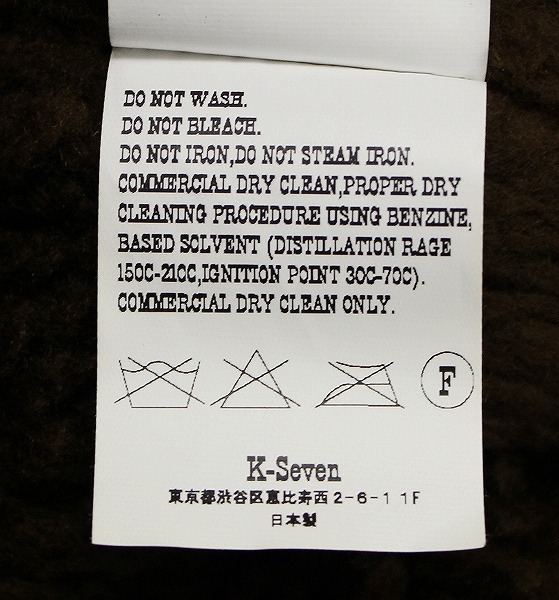 DO NOT WASH.
DO NOT BLEACH.
DO NOT IRON,DO NOT STEAM IRON.
COMMERCIAL DRY CLEAN,PROPER DRY
CLEANING PROCEDURE USING BENZINE,
BASED SOLVENT (DISTILLATION RAGE
150C-210C,IGNITION POINT 30C-70C).
COMMERCIAL DRY CLEAN ONLY.
F
K-Seven
東京都渋谷区恵比寿西2-6-1 1F
日本製